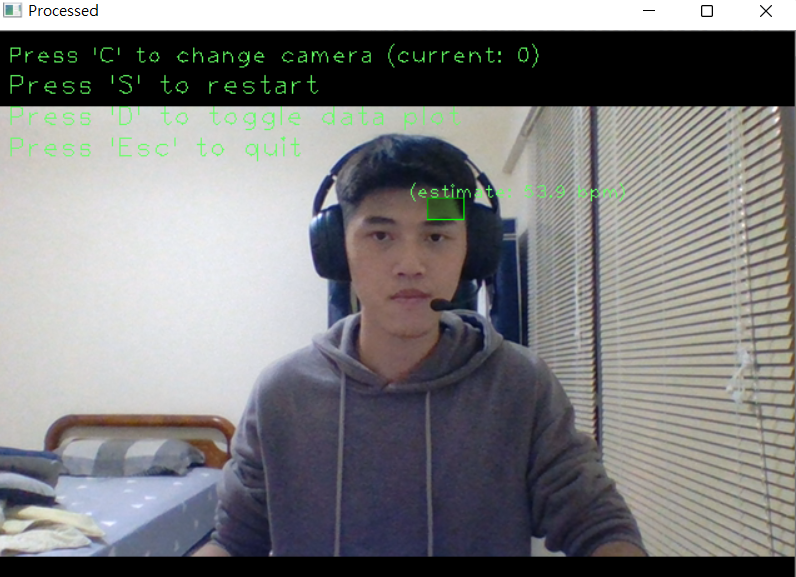 Processed
Press 'C' to change camera (current: 0)
Press 'S' to restart
Press 'D' to toggle data plot
Press 'Esc' to quit
(estimate: 53.9 bpm)